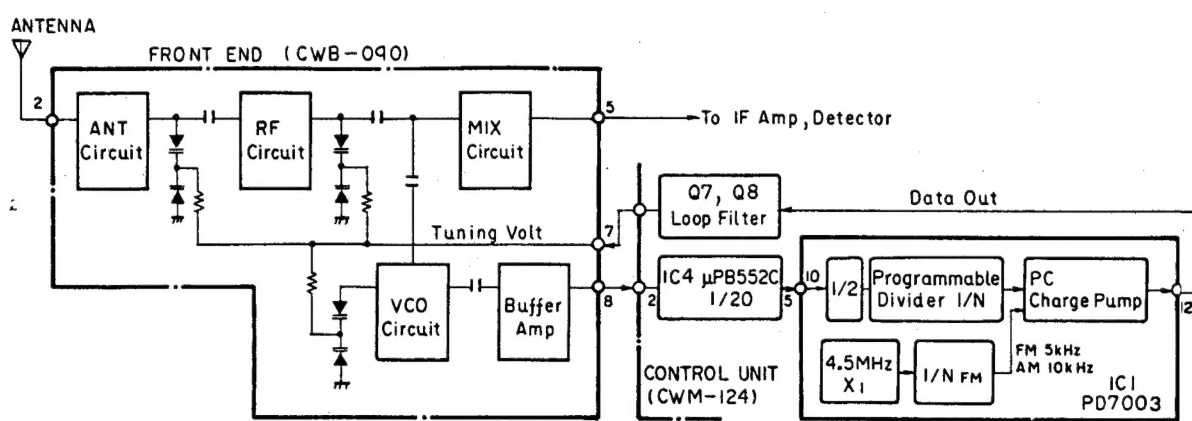 ANTENNA
FRONT END (CWB-090)
2
ANT
Circuit
RF
Circuit
MIX
Circuit
5
To IF Amp, Detector
Q7, Q8
Loop Filter
Data Out
Tuning Volt
7
VCO
Circuit
Buffer
Amp
8
2
IC4 μPB552C
1/20
5
10
1/2
Programmable
Divider 1/N
PC
Charge Pump
12
4.5MHz
X1
1/N FM
FM 5kHz
AM 10kHz
CONTROL UNIT
(CWM-124)
IC1
PD7003